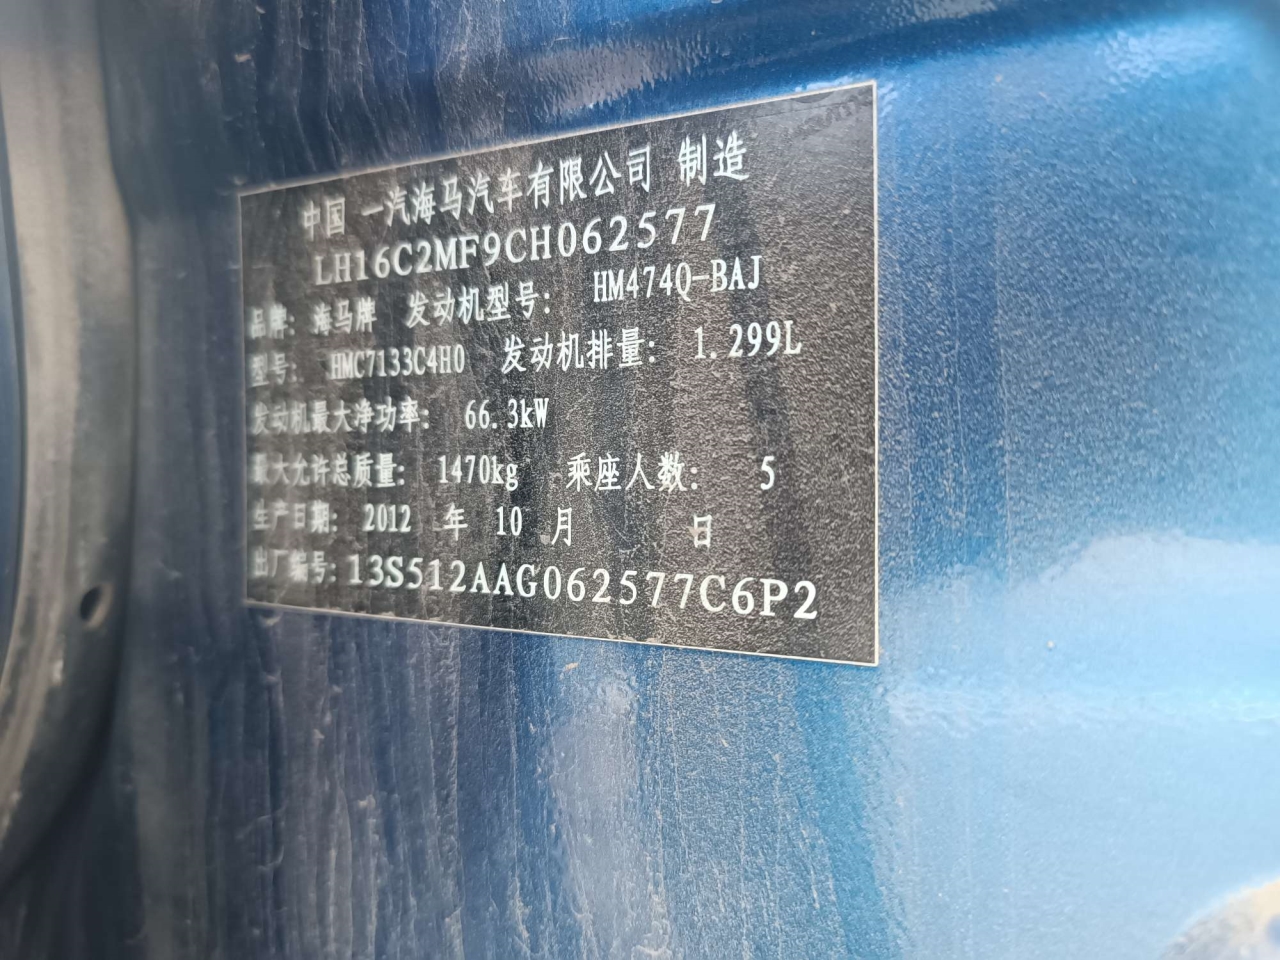 中国 一汽海马汽车有限公司 制造
LH16C2MF9CH062577
品牌: 海马牌 发动机型号: HM474Q-BAJ
型号: HMC7133C4H0 发动机排量: 1.299L
发动机最大净功率: 66.3kW
最大允许总质量: 1470kg 乘座人数: 5
生产日期: 2012 年 10 月 日
出厂编号: 13S512AAG062577C6P2